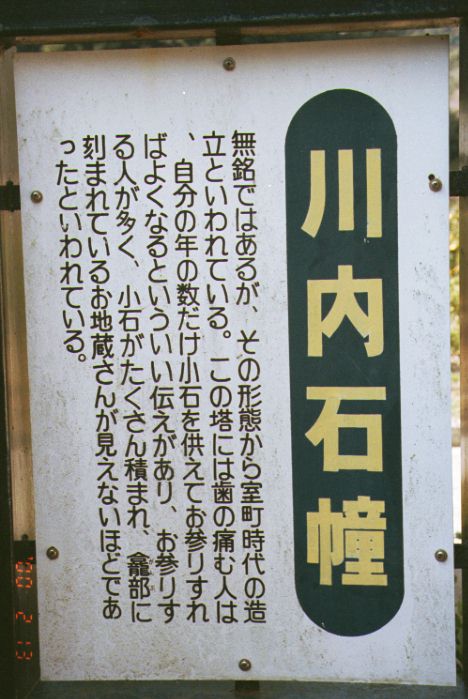 川内石幢
無銘ではあるが、その形態から室町時代の造
立といわれている。この塔には歯の痛む人は
、自分の年の数だけ小石を供えてお参りすれ
ばよくなるといういい伝えがあり、お参りす
る人が多く、小石がたくさん積まれ、龕部に
刻まれているお地蔵さんが見えないほどであ
ったといわれている。
'00 2 13